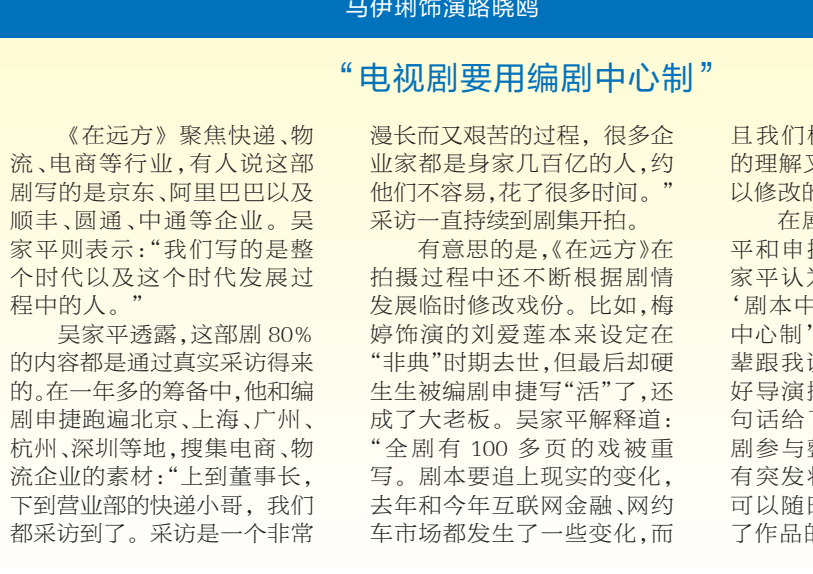 马伊琍饰演路晓鸥
“电视剧要用编剧中心制”
《在远方》聚焦快递、物
流、电商等行业,有人说这部
剧写的是京东、阿里巴巴以及
顺丰、圆通、中通等企业。吴
家平则表示:“我们写的是整
个时代以及这个时代发展过
程中的人。”
吴家平透露,这部剧 80%
的内容都是通过真实采访得来
的。在一年多的筹备中,他和编
剧申捷跑遍北京、上海、广州、
杭州、深圳等地,搜集电商、物
流企业的素材:“上到董事长,
下到营业部的快递小哥, 我们
都采访到了。采访是一个非常
漫长而又艰苦的过程, 很多企
业家都是身家几百亿的人,约
他们不容易,花了很多时间。”
采访一直持续到剧集开拍。
有意思的是,《在远方》在
拍摄过程中还不断根据剧情
发展临时修改戏份。比如,梅
婷饰演的刘爱莲本来设定在
“非典”时期去世,但最后却硬
生生被编剧申捷写“活”了,还
成了大老板。吴家平解释道:
“全剧有 100 多页的戏被重
写。剧本要追上现实的变化,
去年和今年互联网金融、网约
车市场都发生了一些变化,而
且我们
的理解
以修改的
在
平和申
家平认
‘剧本中
中心制’
辈跟我
好导演
句话给
剧参与
有突发
可以随
了作品的